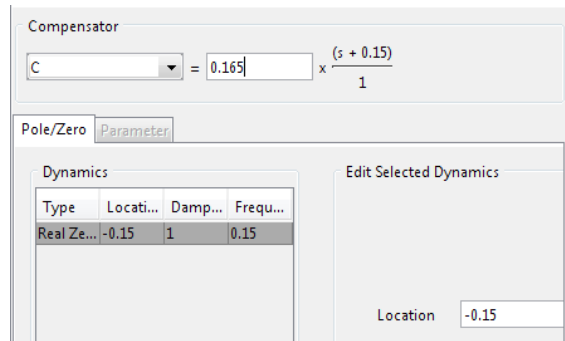 Compensator
C = 0.165 x (s + 0.15)
1
Pole/Zero Parameter
Dynamics Edit Selected Dynamics
Type Locati... Damp... Frequ...
Real Ze... -0.15 1 0.15
Location -0.15